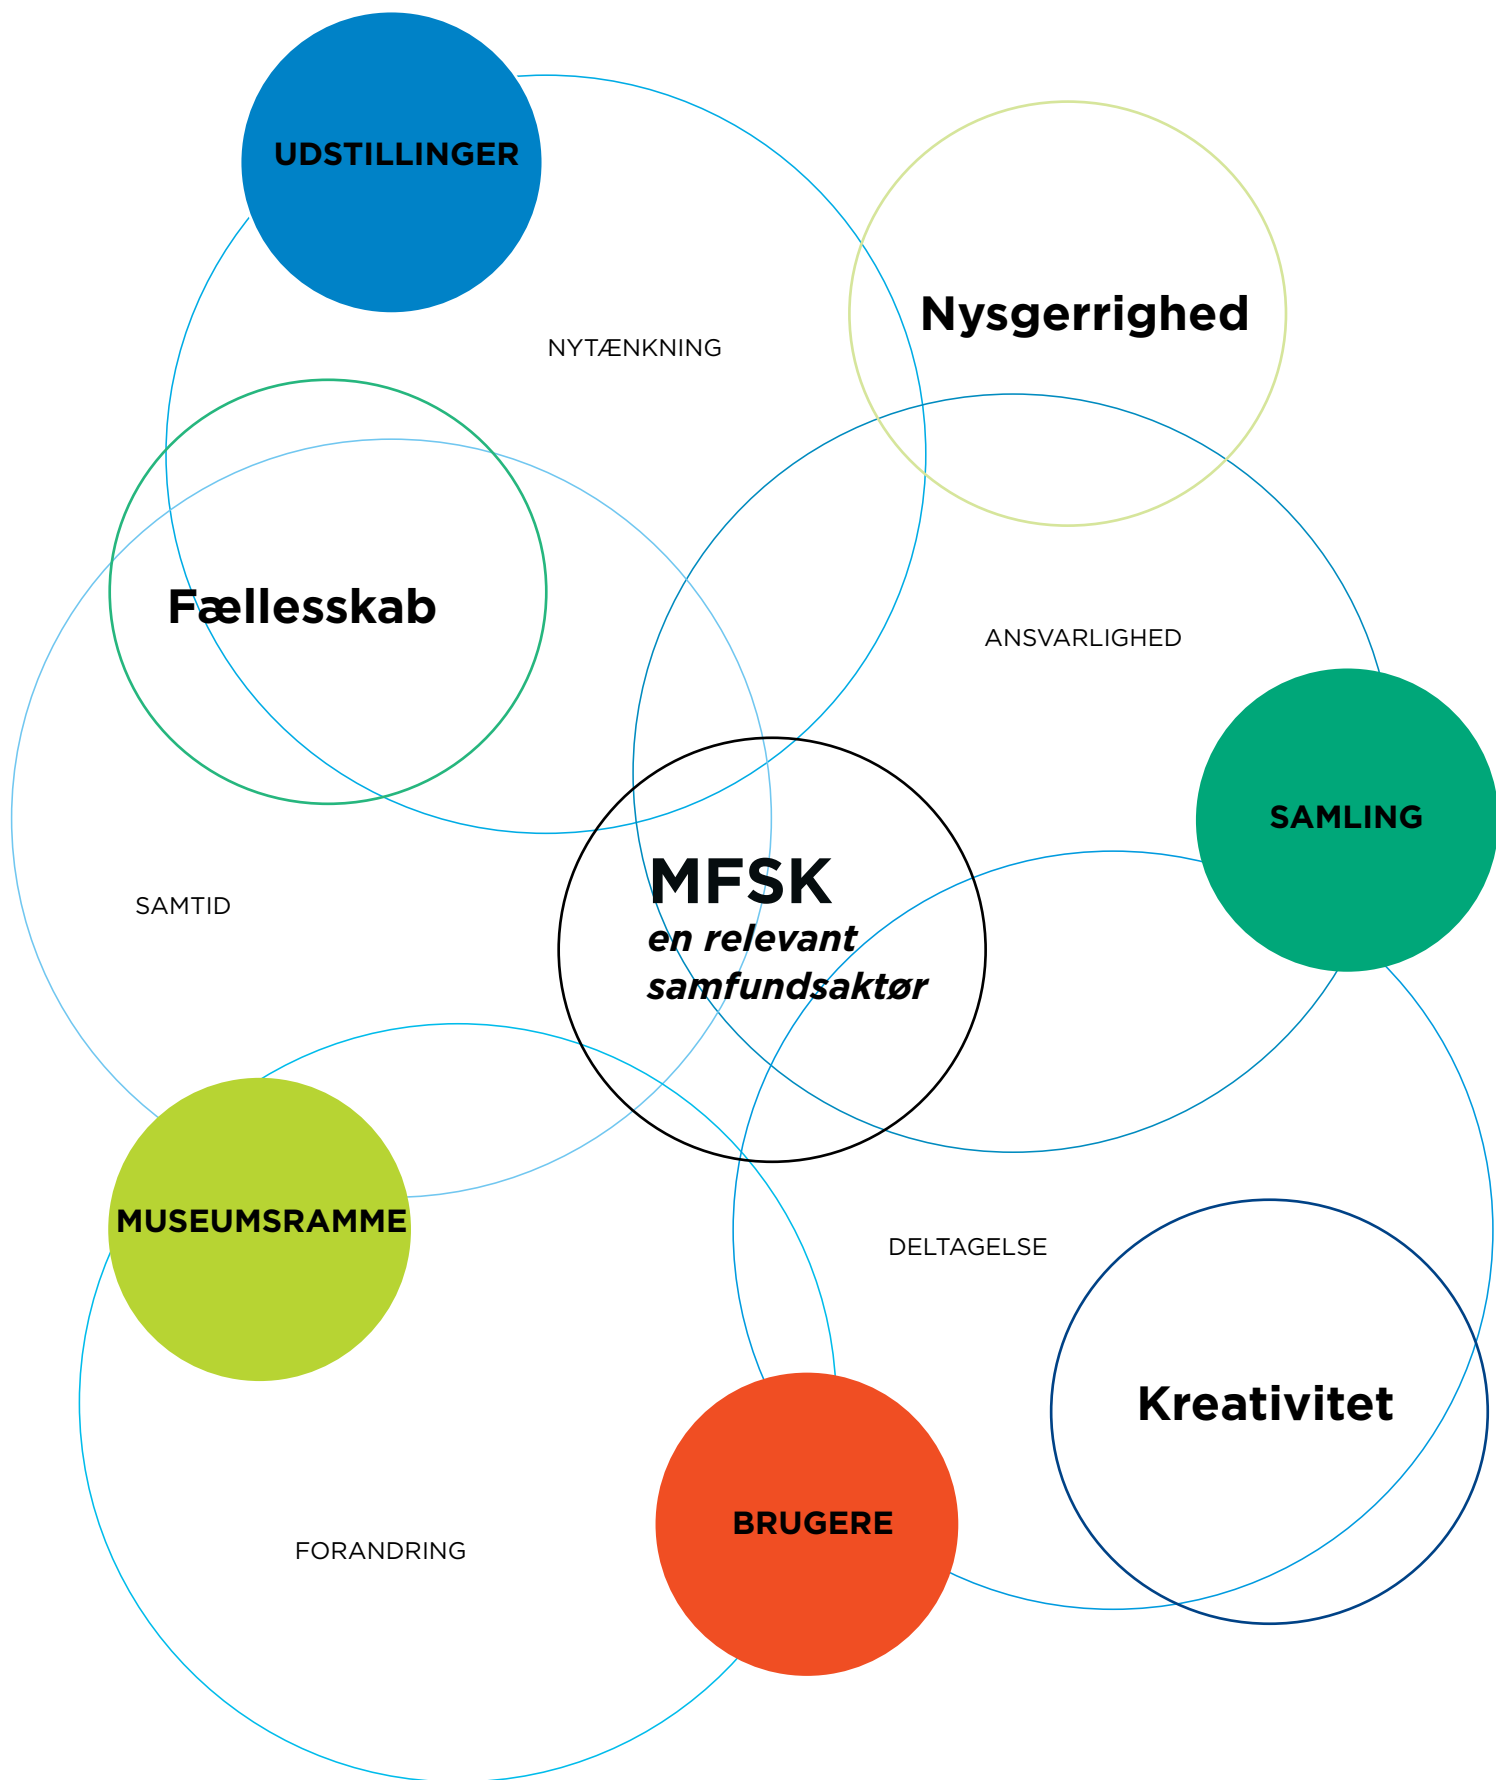 UDSTILLINGER
Nysgerrighed
NYTÆNKNING
Fællesskab
ANSVARLIGHED
SAMLING
MFSK
en relevant
samfundsaktør
SAMTID
MUSEUMSRAMME
DELTAGELSE
Kreativitet
BRUGERE
FORANDRING